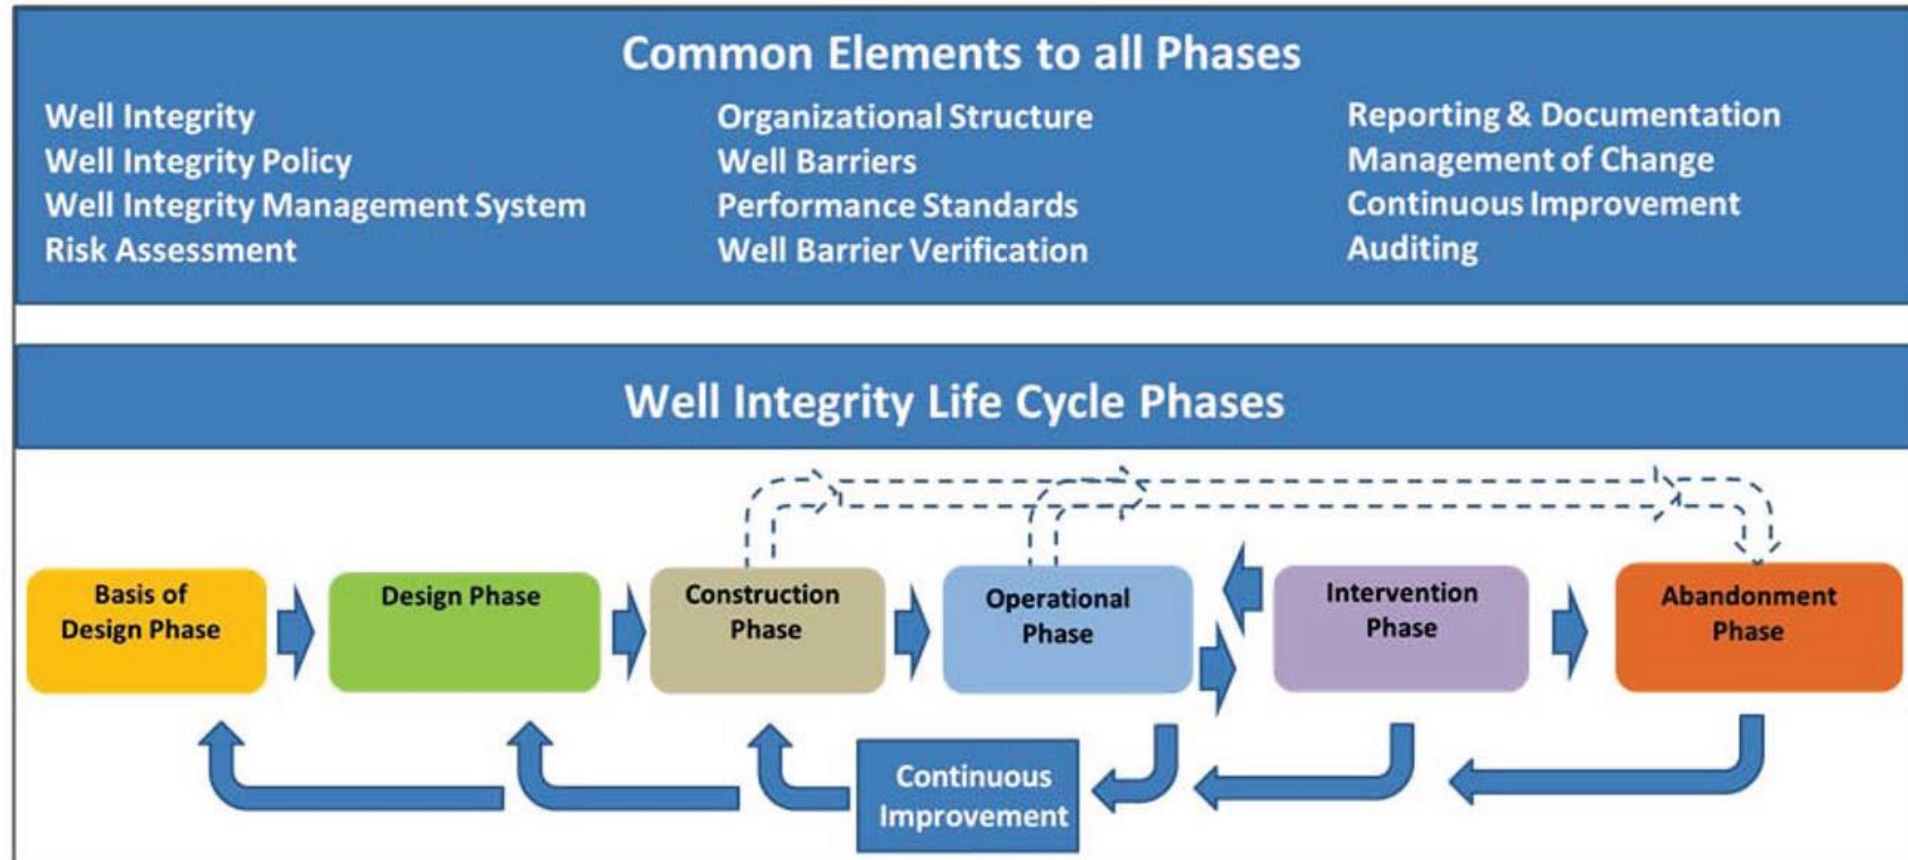 Common Elements to all Phases
Well Integrity
Well Integrity Policy
Well Integrity Management System
Risk Assessment
Organizational Structure
Well Barriers
Performance Standards
Well Barrier Verification
Reporting & Documentation
Management of Change
Continuous Improvement
Auditing
Well Integrity Life Cycle Phases
Basis of
Design Phase
Design Phase
Construction
Phase
Operational
Phase
Intervention
Phase
Abandonment
Phase
Continuous
Improvement